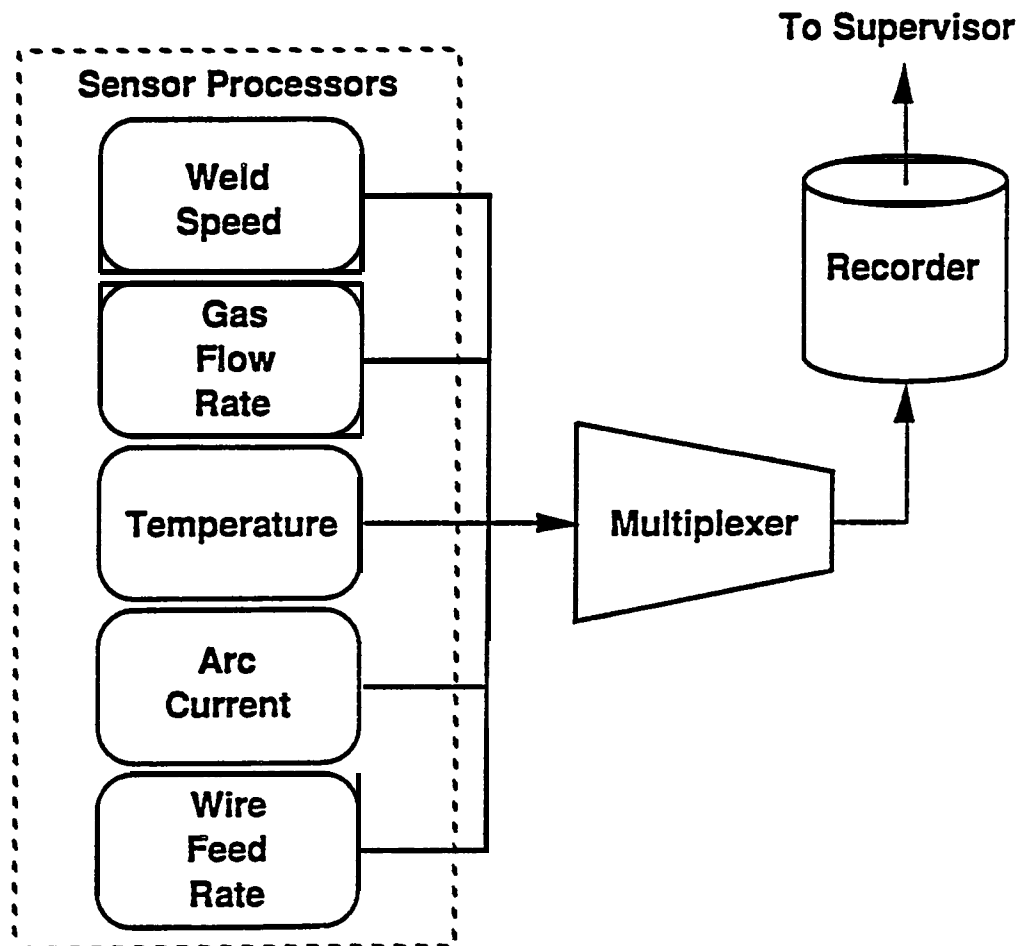 To Supervisor
Sensor Processors
Weld
Speed
Gas
Flow
Rate
Temperature
Arc
Current
Wire
Feed
Rate
Multiplexer
Recorder